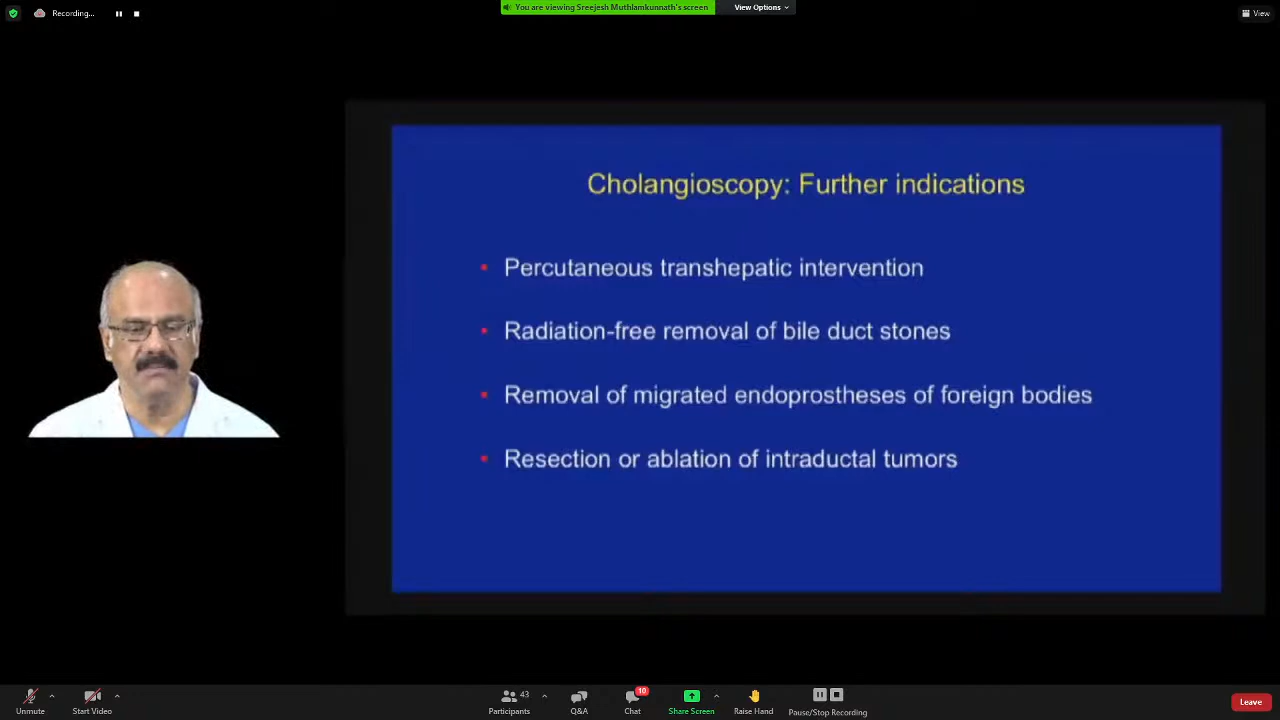 Recording...
You are viewing Sreejesh Muthlamkunnath's screen
View Options
View
Cholangioscopy: Further indications
• Percutaneous transhepatic intervention
• Radiation-free removal of bile duct stones
• Removal of migrated endoprostheses of foreign bodies
• Resection or ablation of intraductal tumors
Unmute
Start Video
43
Participants
Q&A
10
Chat
Share Screen
Raise Hand
Pause/Stop Recording
Leave